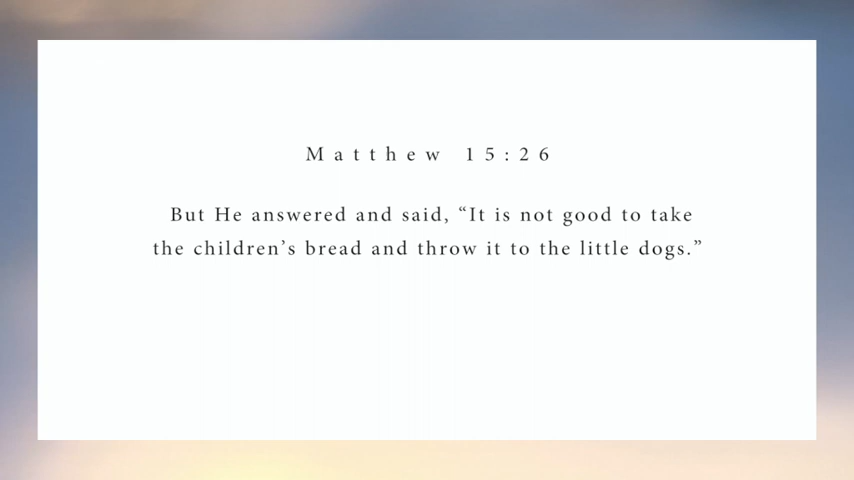 Matthew 15:26
But He answered and said, “It is not good to take
the children’s bread and throw it to the little dogs.”